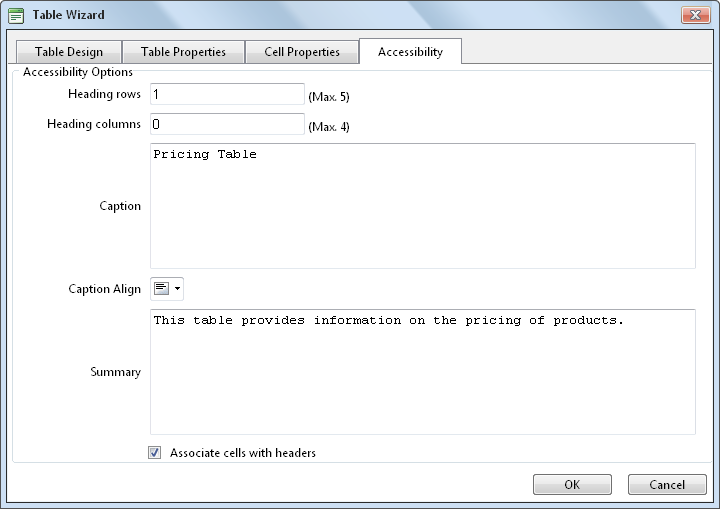 Table Wizard
Table Design Table Properties Cell Properties Accessibility
Accessibility Options
Heading rows 1 (Max. 5)
Heading columns 0 (Max. 4)
Pricing Table
Caption
Caption Align
This table provides information on the pricing of products.
Summary
Associate cells with headers
OK Cancel